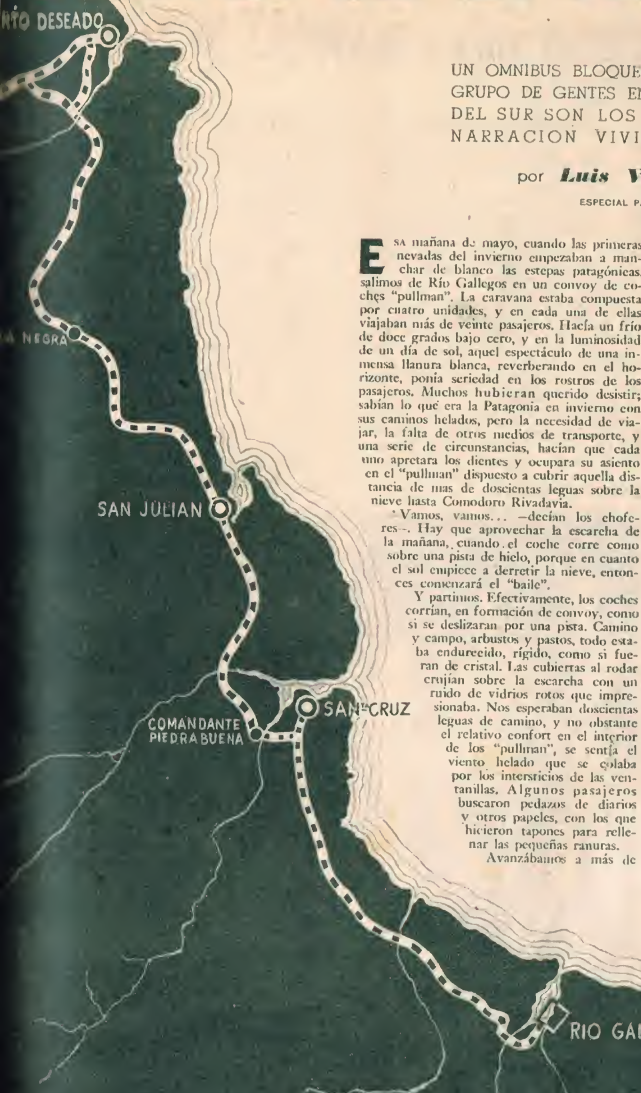 DESEADO
NEGRA
SAN JULIAN
COMANDANTE
PIEDRABUENA
SANTA CRUZ
RIO GAL
UN OMNIBUS BLOQUE
GRUPO DE GENTES EN
DEL SUR SON LOS
NARRACION VIVI
por Luis V
ESPECIAL P
ESA mañana de mayo, cuando las primeras
nevadas del invierno empezaban a man-
char de blanco las estepas patagónicas,
salimos de Río Gallegos en un convoy de co-
ches "pullman". La caravana estaba compuesta
por cuatro unidades, y en cada una de ellas
viajaban más de veinte pasajeros. Hacía un frío
de doce grados bajo cero, y en la luminosidad
de un día de sol, aquel espectáculo de una in-
mensa llanura blanca, reverberando en el ho-
rizonte, ponía seriedad en los rostros de los
pasajeros. Muchos hubieran querido desistir;
sabían lo que era la Patagonia en invierno con
sus caminos helados, pero la necesidad de via-
jar, la falta de otros medios de transporte, y
una serie de circunstancias, hacían que cada
uno apretara los dientes y ocupara su asiento
en el "pullman" dispuesto a cubrir aquella dis-
tancia de mas de doscientas leguas sobre la
nieve hasta Comodoro Rivadavia.
-Vamos, vamos... -decían los chofe-
res-. Hay que aprovechar la escarcha de
la mañana, cuando el coche corre como
sobre una pista de hielo, porque en cuanto
el sol empiece a derretir la nieve, enton-
ces comenzará el "baile".
Y partimos. Efectivamente, los coches
corrían, en formación de convoy, como
si se deslizaran por una pista. Camino
y campo, arbustos y pastos, todo esta-
ba endurecido, rígido, como si fue-
ran de cristal. Las cubiertas al rodar
crujían sobre la escarcha con un
ruido de vidrios rotos que impre-
sionaba. Nos esperaban doscientas
leguas de camino, y no obstante
el relativo confort en el interior
de los "pullman", se sentía el
viento helado que se colaba
por los intersticios de las ven-
tanillas. Algunos pasajeros
buscaron pedazos de diarios
y otros papeles, con los que
hicieron tapones para relle-
nar las pequeñas ranuras.
Avanzábamos a más de